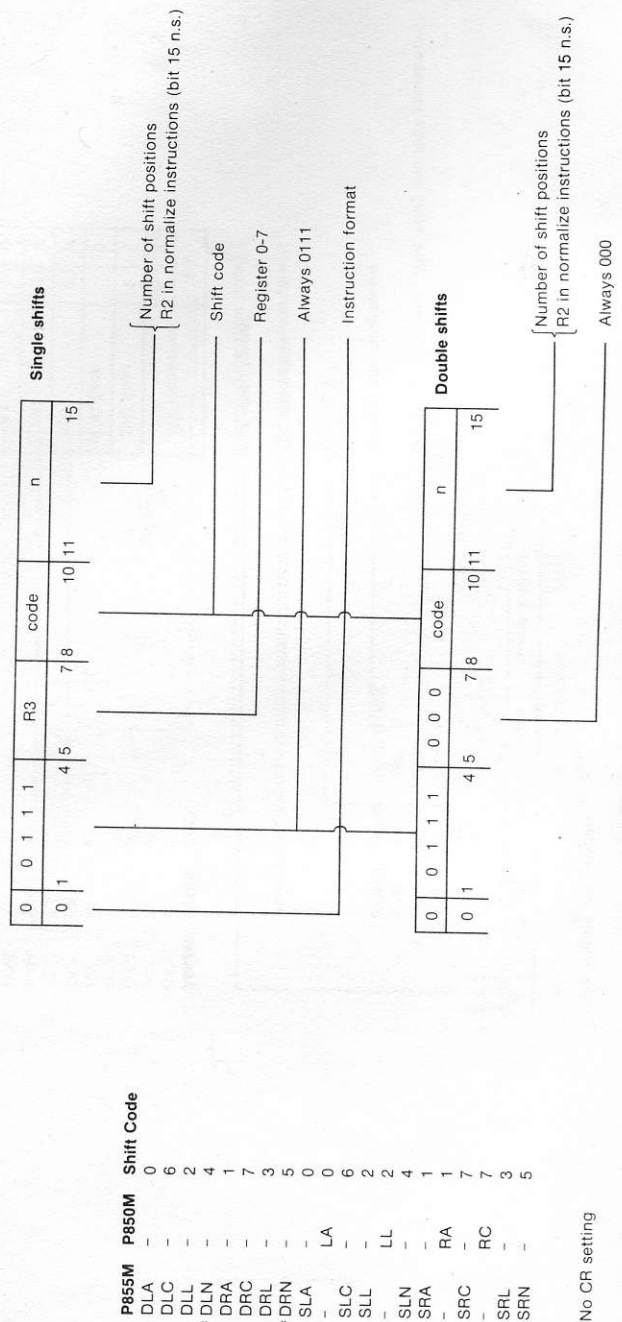 P855M P850M Shift Code
DLA - 0
DLC - 6
DLL - 2
DLN - 4
DRA - 1
DRC - 7
DRL - 3
DRN - 5
SLA - 0
- LA 0
SLC - 6
SLL - 2
- LL 2
SLN - 4
SRA - 1
- RA 1
SRC - 7
- RC 7
SRL - 3
SRN - 5
No CR setting
Single shifts
0 0 1 1 1 R3 code n
0 1 4 5 7 8 10 11 15
Number of shift positions
R2 in normalize instructions (bit 15 n.s.)
Shift code
Register 0-7
Always 0111
Instruction format
Double shifts
0 0 1 1 1 0 0 0 code n
0 1 4 5 7 8 10 11 15
Number of shift positions
R2 in normalize instructions (bit 15 n.s.)
Always 000